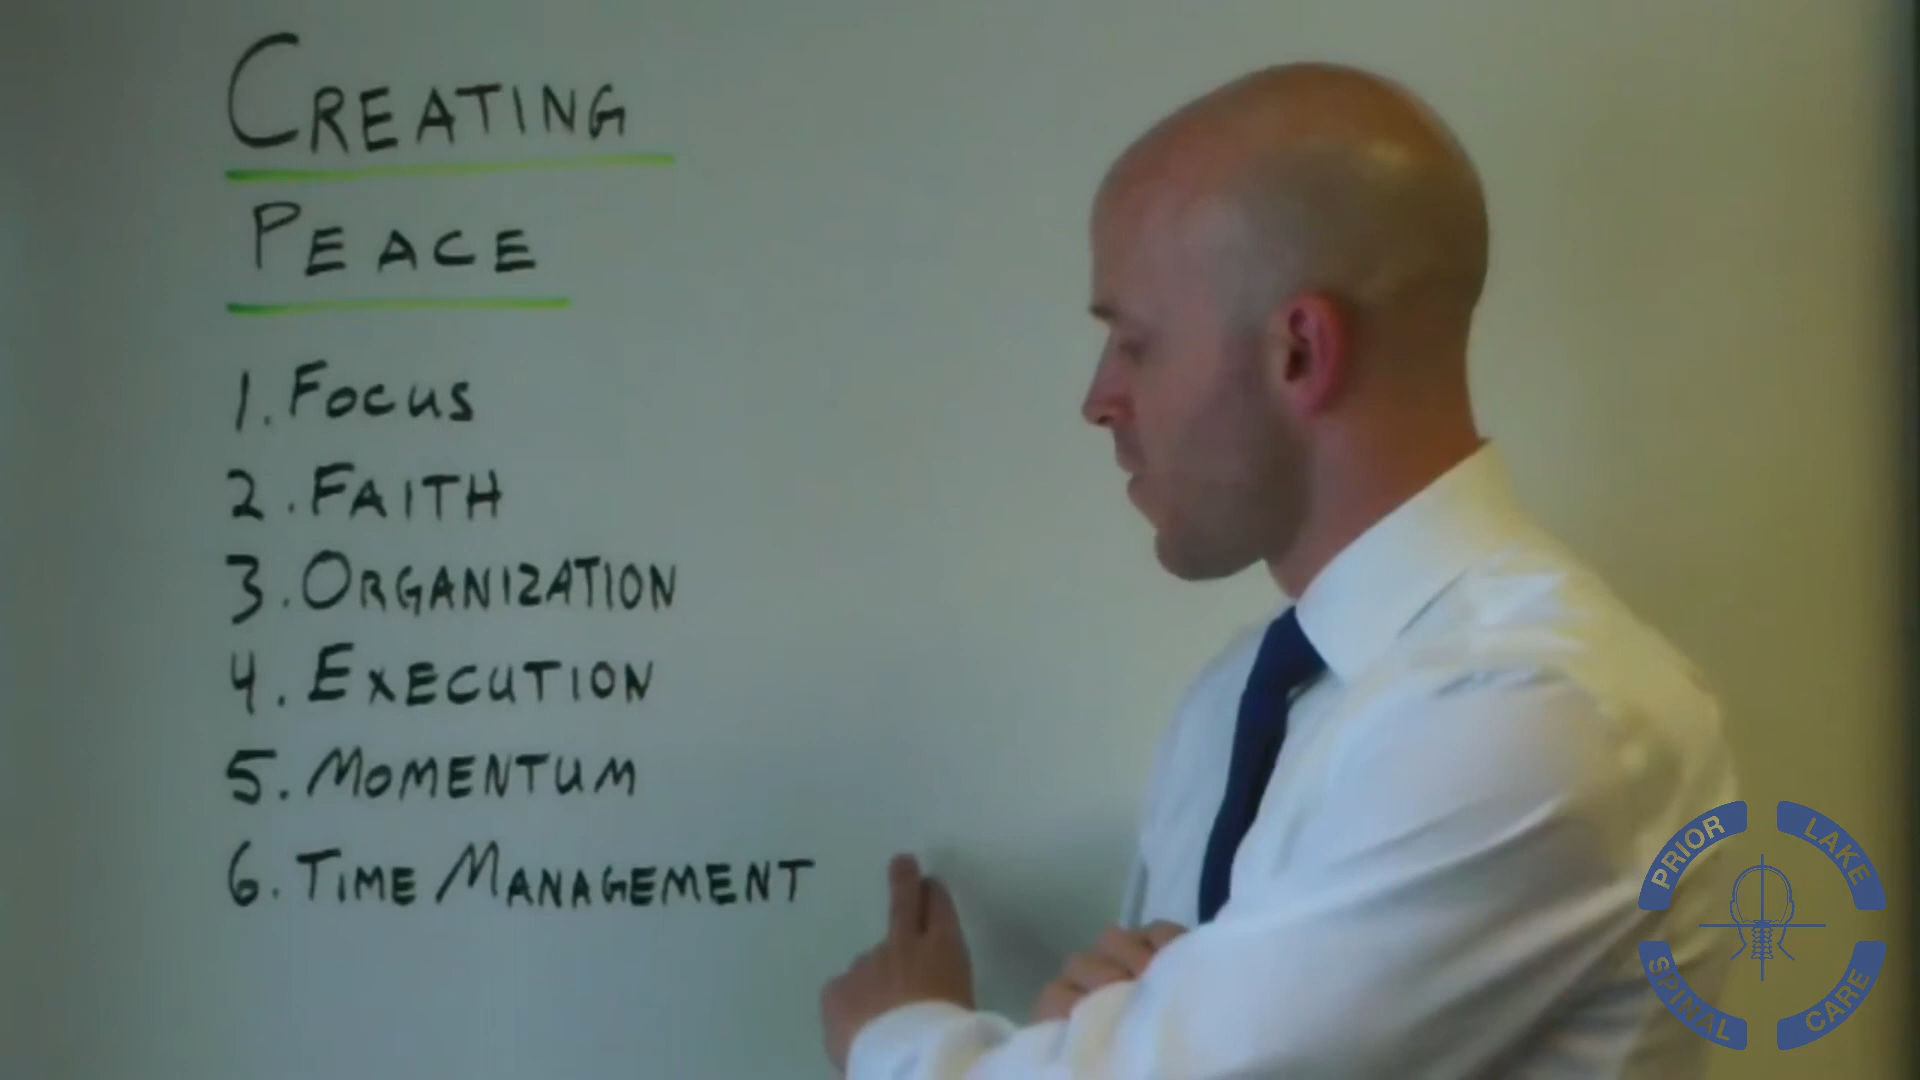 CREATING
PEACE
1. FOCUS
2. FAITH
3. ORGANIZATION
4. EXECUTION
5. MOMENTUM
6. TIME MANAGEMENT
PRIOR LAKE
SPINAL CARE